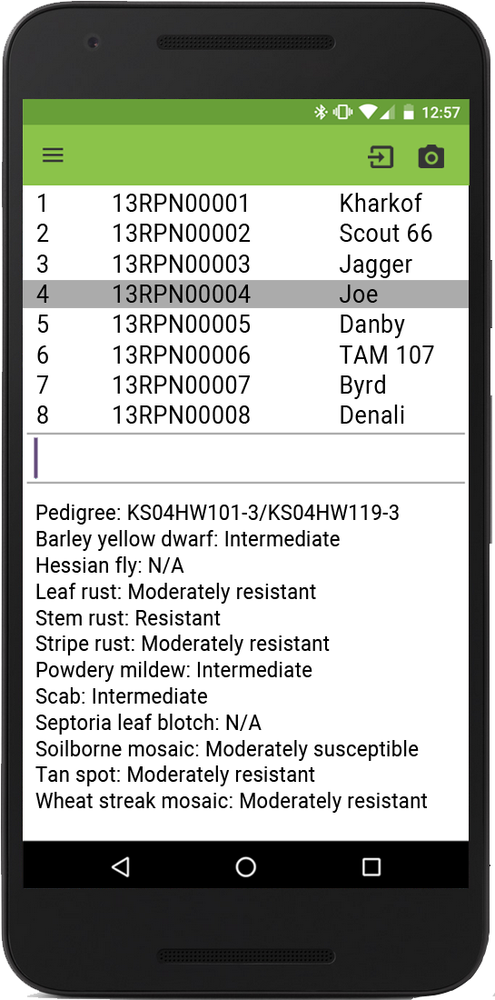 12:57
1 13RPN00001 Kharkof
2 13RPN00002 Scout 66
3 13RPN00003 Jagger
4 13RPN00004 Joe
5 13RPN00005 Danby
6 13RPN00006 TAM 107
7 13RPN00007 Byrd
8 13RPN00008 Denali
Pedigree: KS04HW101-3/KS04HW119-3
Barley yellow dwarf: Intermediate
Hessian fly: N/A
Leaf rust: Moderately resistant
Stem rust: Resistant
Stripe rust: Moderately resistant
Powdery mildew: Intermediate
Scab: Intermediate
Septoria leaf blotch: N/A
Soilborne mosaic: Moderately susceptible
Tan spot: Moderately resistant
Wheat streak mosaic: Moderately resistant